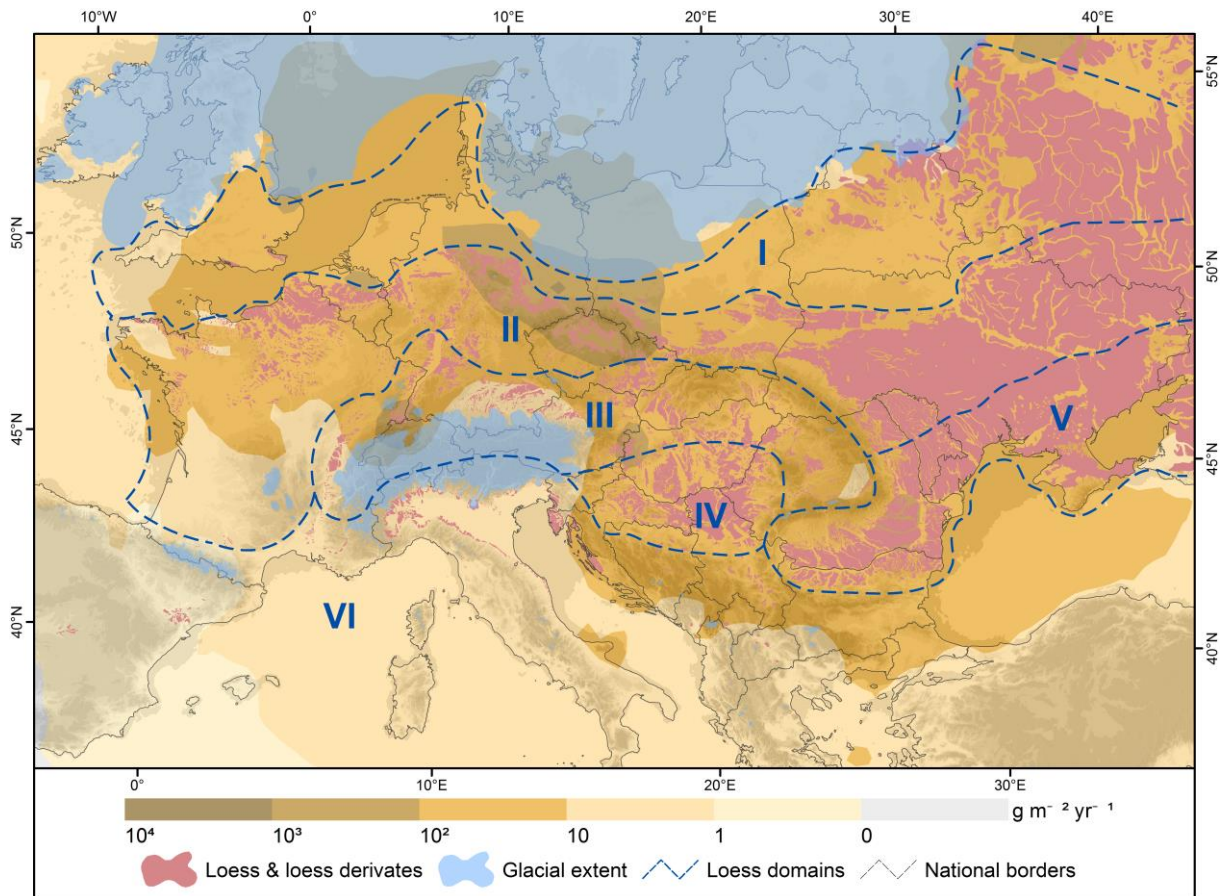 10°W 0° 10°E 20°E 30°E 40°E
55°N
50°N
50°N
I
II
III
V
45°N
45°N
IV
VI
40°N
40°N
0° 10°E 20°E 30°E
g m⁻² yr⁻¹
10⁴ 10³ 10² 10 1 0
Loess & loess derivates Glacial extent Loess domains National borders